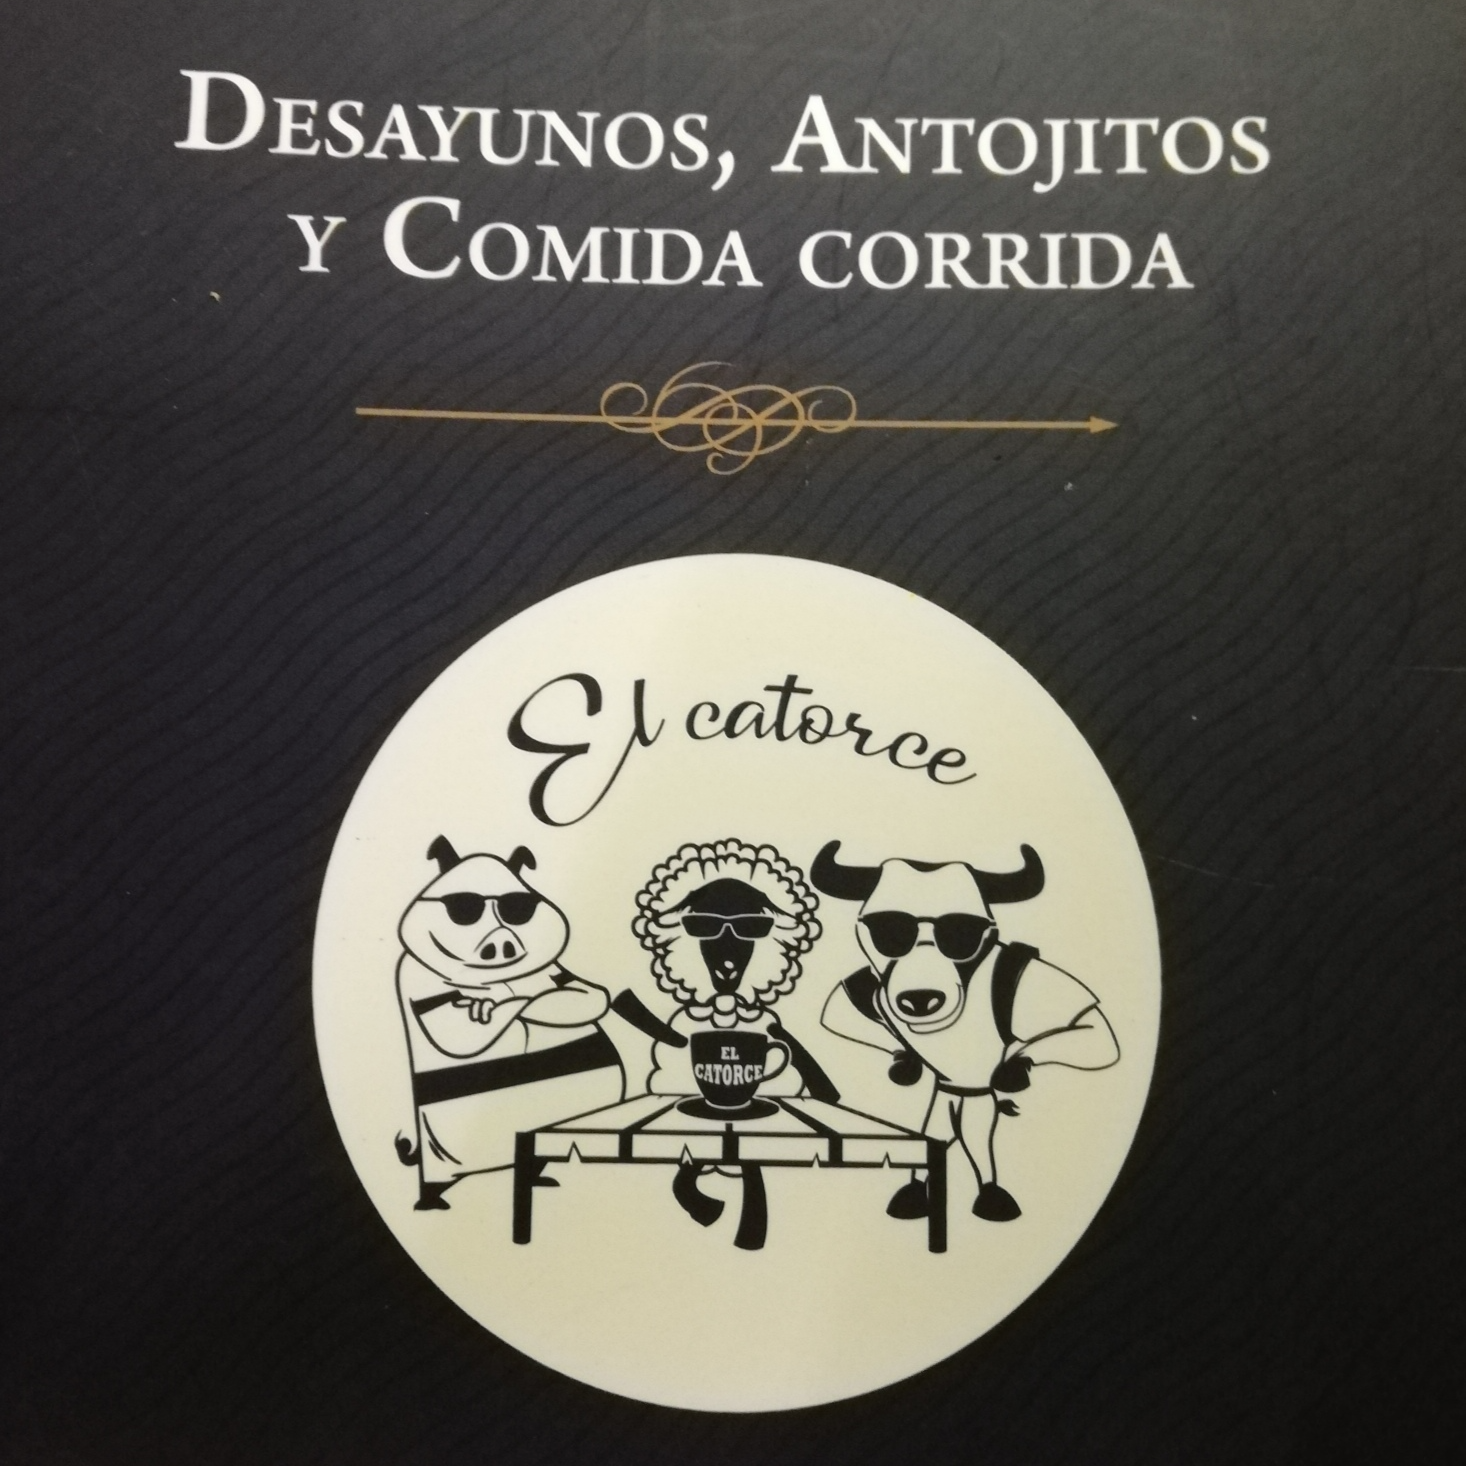 Desayunos, Antojitos
y Comida corrida
El catorce
EL
CATORCE